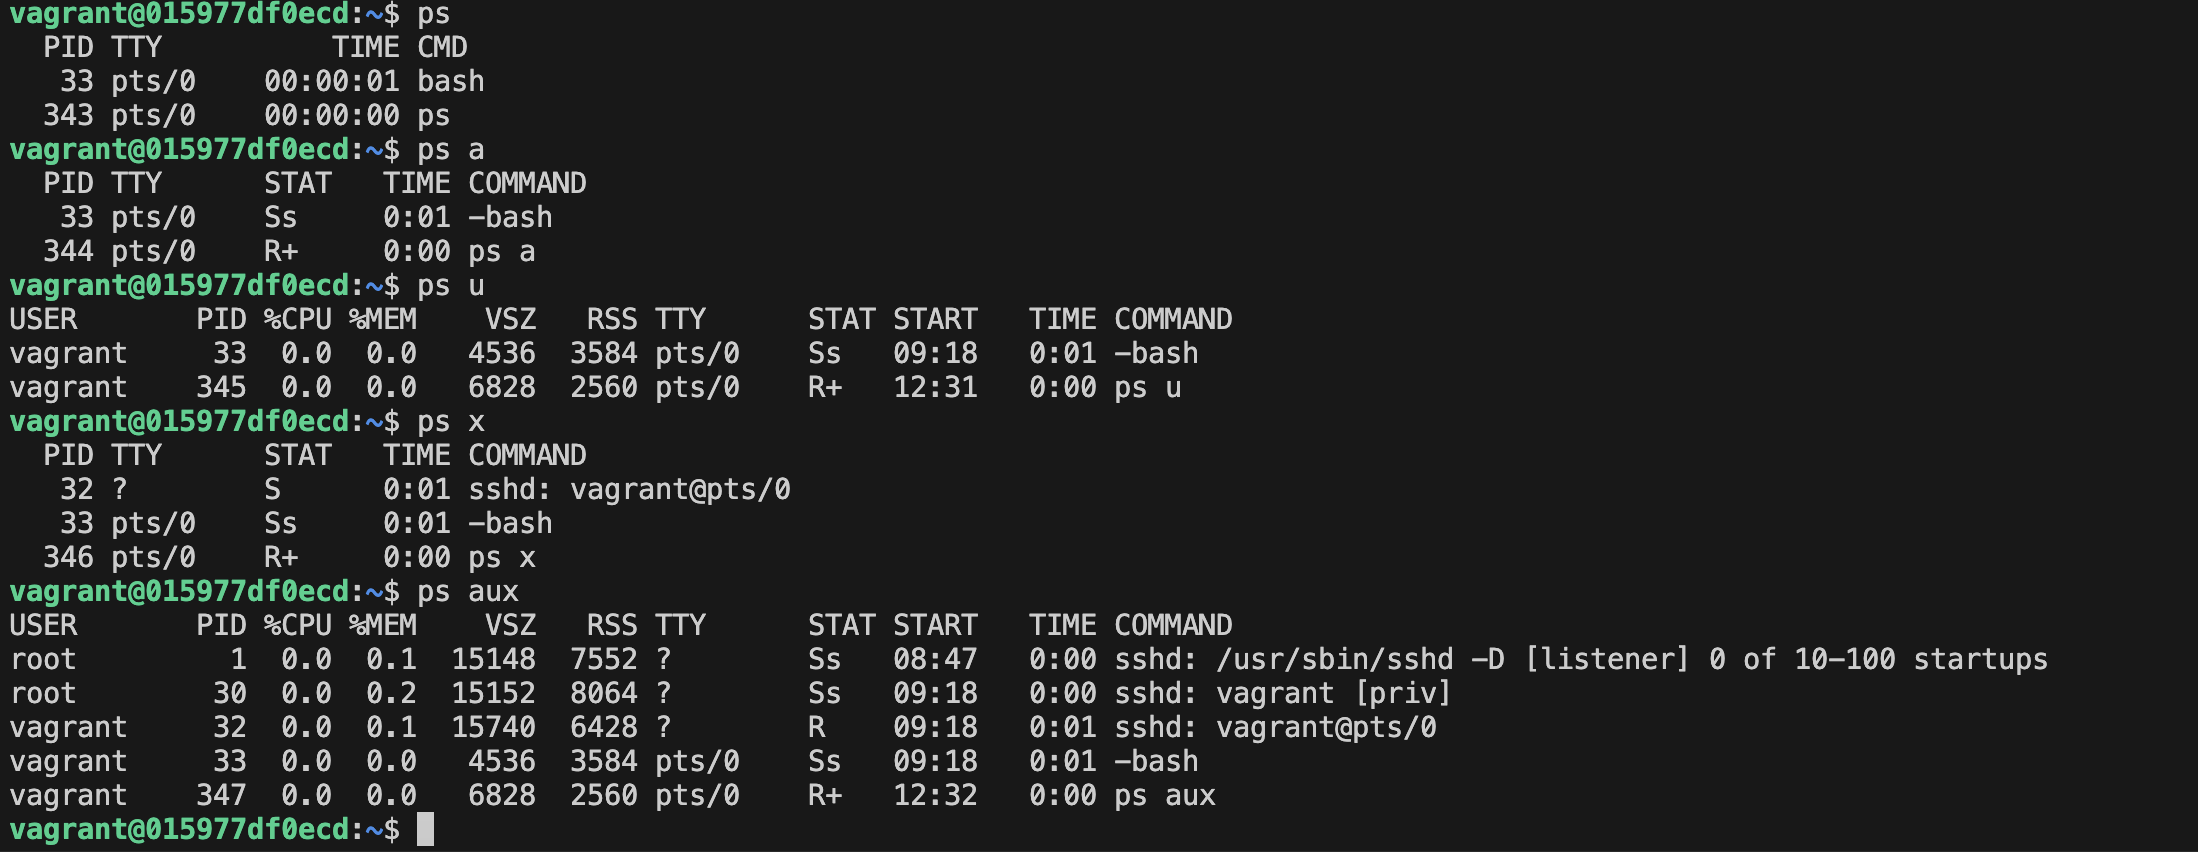 vagrant@015977df0ecd:~$ ps
  PID TTY          TIME CMD
   33 pts/0    00:00:01 bash
  343 pts/0    00:00:00 ps
vagrant@015977df0ecd:~$ ps a
  PID TTY      STAT   TIME COMMAND
   33 pts/0    Ss     0:01 -bash
  344 pts/0    R+     0:00 ps a
vagrant@015977df0ecd:~$ ps u
USER       PID %CPU %MEM    VSZ   RSS TTY      STAT START   TIME COMMAND
vagrant     33  0.0  0.0   4536  3584 pts/0    Ss   09:18   0:01 -bash
vagrant    345  0.0  0.0   6828  2560 pts/0    R+   12:31   0:00 ps u
vagrant@015977df0ecd:~$ ps x
  PID TTY      STAT   TIME COMMAND
   32 ?        S      0:01 sshd: vagrant@pts/0
   33 pts/0    Ss     0:01 -bash
  346 pts/0    R+     0:00 ps x
vagrant@015977df0ecd:~$ ps aux
USER       PID %CPU %MEM    VSZ   RSS TTY      STAT START   TIME COMMAND
root         1  0.0  0.1  15148  7552 ?        Ss   08:47   0:00 sshd: /usr/sbin/sshd -D [listener] 0 of 10-100 startups
root        30  0.0  0.2  15152  8064 ?        Ss   09:18   0:00 sshd: vagrant [priv]
vagrant     32  0.0  0.1  15740  6428 ?        R    09:18   0:01 sshd: vagrant@pts/0
vagrant     33  0.0  0.0   4536  3584 pts/0    Ss   09:18   0:01 -bash
vagrant    347  0.0  0.0   6828  2560 pts/0    R+   12:32   0:00 ps aux
vagrant@015977df0ecd:~$